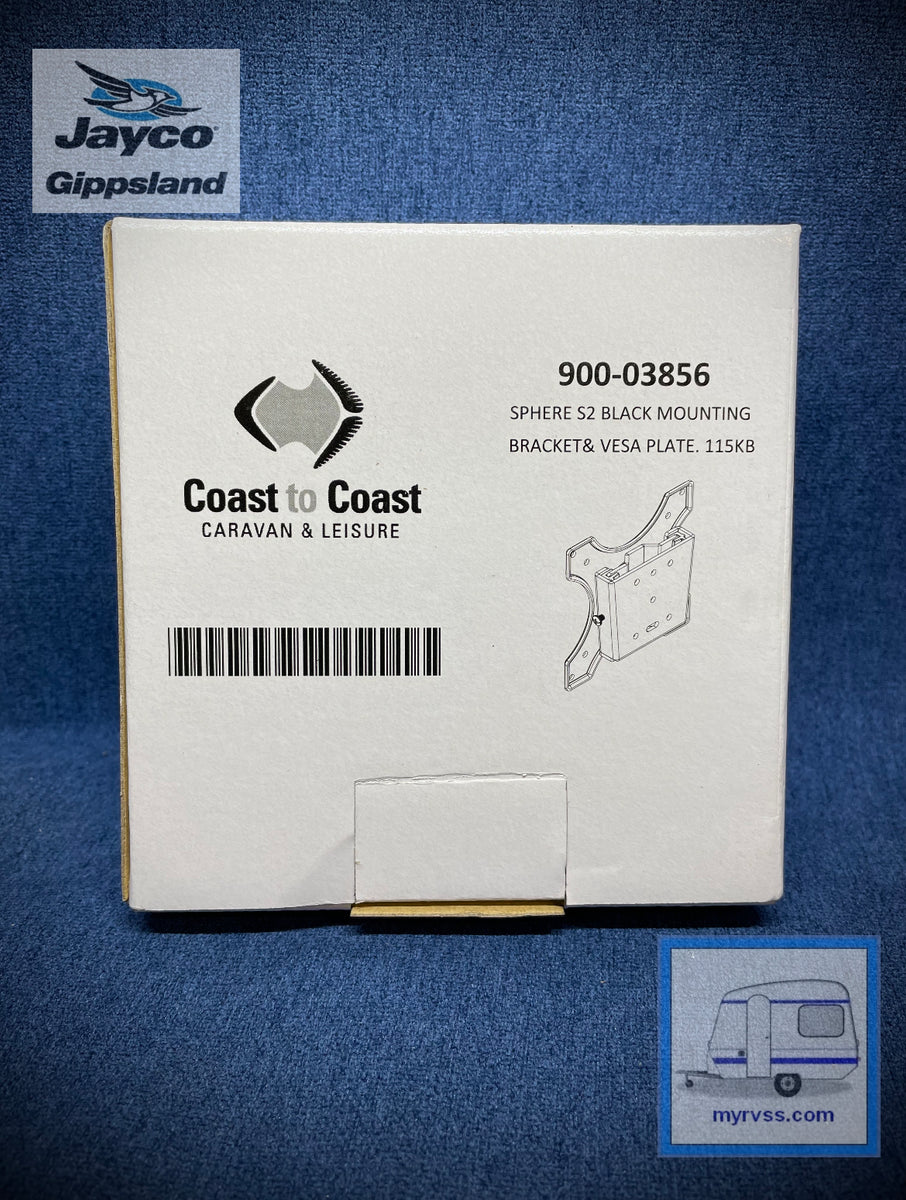 Jayco
Gippsland
900-03856
SPHERE S2 BLACK MOUNTING
BRACKET& VESA PLATE. 115KB
Coast to Coast
CARAVAN & LEISURE
myrvss.com